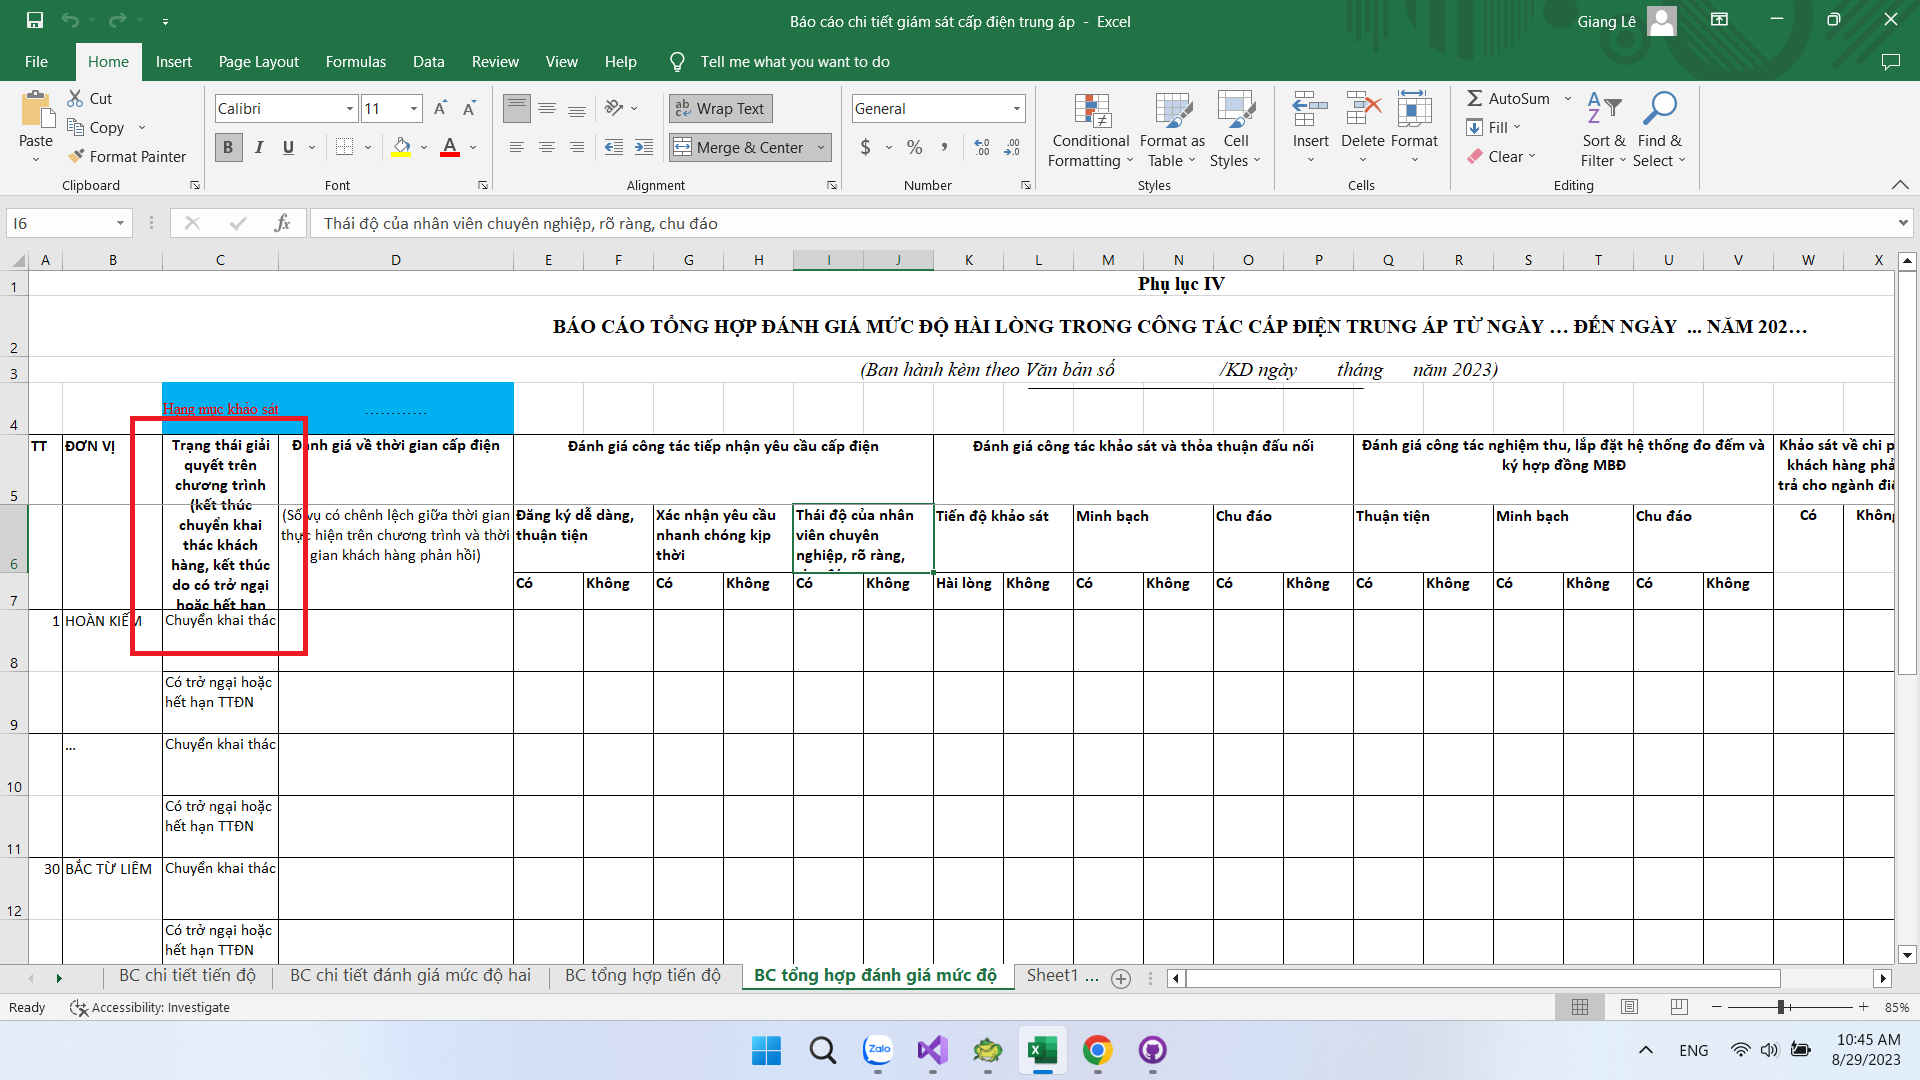 Báo cáo chi tiết giám sát cấp điện trung áp - Excel
Giang Lê
File Home Insert Page Layout Formulas Data Review View Help Tell me what you want to do
Paste
Cut
Copy
Format Painter
Clipboard
Calibri 11
B I U
Font
Wrap Text
Merge & Center
Alignment
General
$ % ,
Number
Conditional Formatting
Format as Table
Cell Styles
Styles
Insert Delete Format
Cells
AutoSum
Fill
Clear
Sort & Filter
Find & Select
Editing
I6
fx
Thái độ của nhân viên chuyên nghiệp, rõ ràng, chu đáo
A B C D E F G H I J K L M N O P Q R S T U V W X
1
Phụ lục IV
2
BÁO CÁO TỔNG HỢP ĐÁNH GIÁ MỨC ĐỘ HÀI LÒNG TRONG CÔNG TÁC CẤP ĐIỆN TRUNG ÁP TỪ NGÀY … ĐẾN NGÀY ... NĂM 202…
3
(Ban hành kèm theo Văn bản số /KD ngày tháng năm 2023)
4
Hạng mục khảo sát
…………
5
TT
ĐƠN VỊ
Trạng thái giải
quyết trên
chương trình
(kết thúc
chuyển khai
thác khách
hàng, kết thúc
do có trở ngại
hoặc hết hạn
Đánh giá về thời gian cấp điện
Đánh giá công tác tiếp nhận yêu cầu cấp điện
Đánh giá công tác khảo sát và thỏa thuận đấu nối
Đánh giá công tác nghiệm thu, lắp đặt hệ thống đo đếm và
ký hợp đồng MBĐ
Khảo sát về chi p
khách hàng phả
trả cho ngành điệ
6
(Số vụ có chênh lệch giữa thời gian
thực hiện trên chương trình và thời
gian khách hàng phản hồi)
Đăng ký dễ dàng,
thuận tiện
Xác nhận yêu cầu
nhanh chóng kịp
thời
Thái độ của nhân
viên chuyên
nghiệp, rõ ràng,
Tiến độ khảo sát
Minh bạch
Chu đáo
Thuận tiện
Minh bạch
Chu đáo
Có
Không
7
Có Không Có Không Có Không Hài lòng Không Có Không Có Không Có Không Có Không Có Không
8
1 HOÀN KIẾM
Chuyển khai thác
9
Có trở ngại hoặc
hết hạn TTĐN
10
...
Chuyển khai thác
11
Có trở ngại hoặc
hết hạn TTĐN
12
30 BẮC TỪ LIÊM
Chuyển khai thác
Có trở ngại hoặc
hết hạn TTĐN
BC chi tiết tiến độ
BC chi tiết đánh giá mức độ hai
BC tổng hợp tiến độ
BC tổng hợp đánh giá mức độ
Sheet1 ...
Ready
Accessibility: Investigate
85%
Zalo
ENG
10:45 AM
8/29/2023